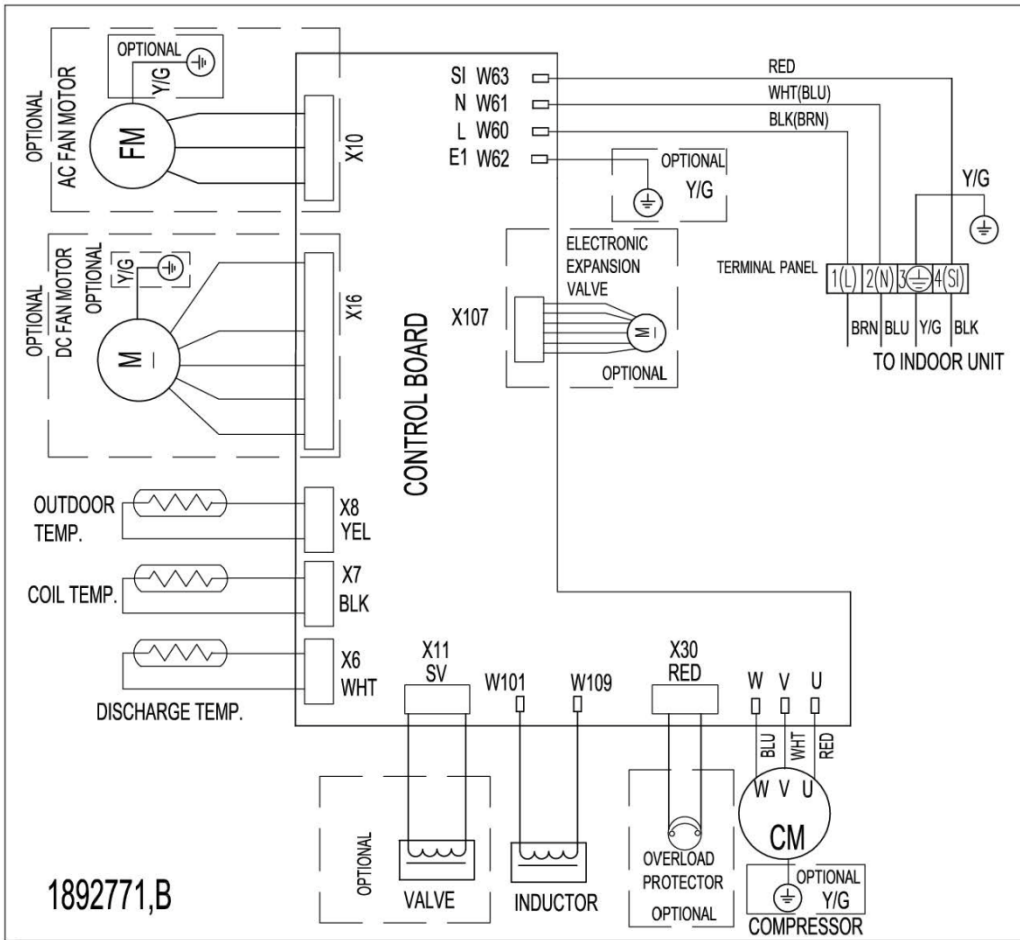 OPTIONAL
Y/G
OPTIONAL
AC FAN MOTOR
FM
X10
OPTIONAL
DC FAN MOTOR
OPTIONAL
Y/G
M
X16
OUTDOOR
TEMP.
X8
YEL
COIL TEMP.
X7
BLK
X6
WHT
DISCHARGE TEMP.
CONTROL BOARD
SI W63
N W61
L W60
E1 W62
RED
WHT(BLU)
BLK(BRN)
OPTIONAL
Y/G
Y/G
ELECTRONIC
EXPANSION
VALVE
X107
M
OPTIONAL
TERMINAL PANEL
1(L) 2(N) 3 4(SI)
BRN BLU Y/G BLK
TO INDOOR UNIT
X11
SV
W101
W109
X30
RED
W V U
BLU
WHT
RED
W V U
CM
OPTIONAL
VALVE
INDUCTOR
OVERLOAD
PROTECTOR
OPTIONAL
OPTIONAL
Y/G
COMPRESSOR
1892771,B